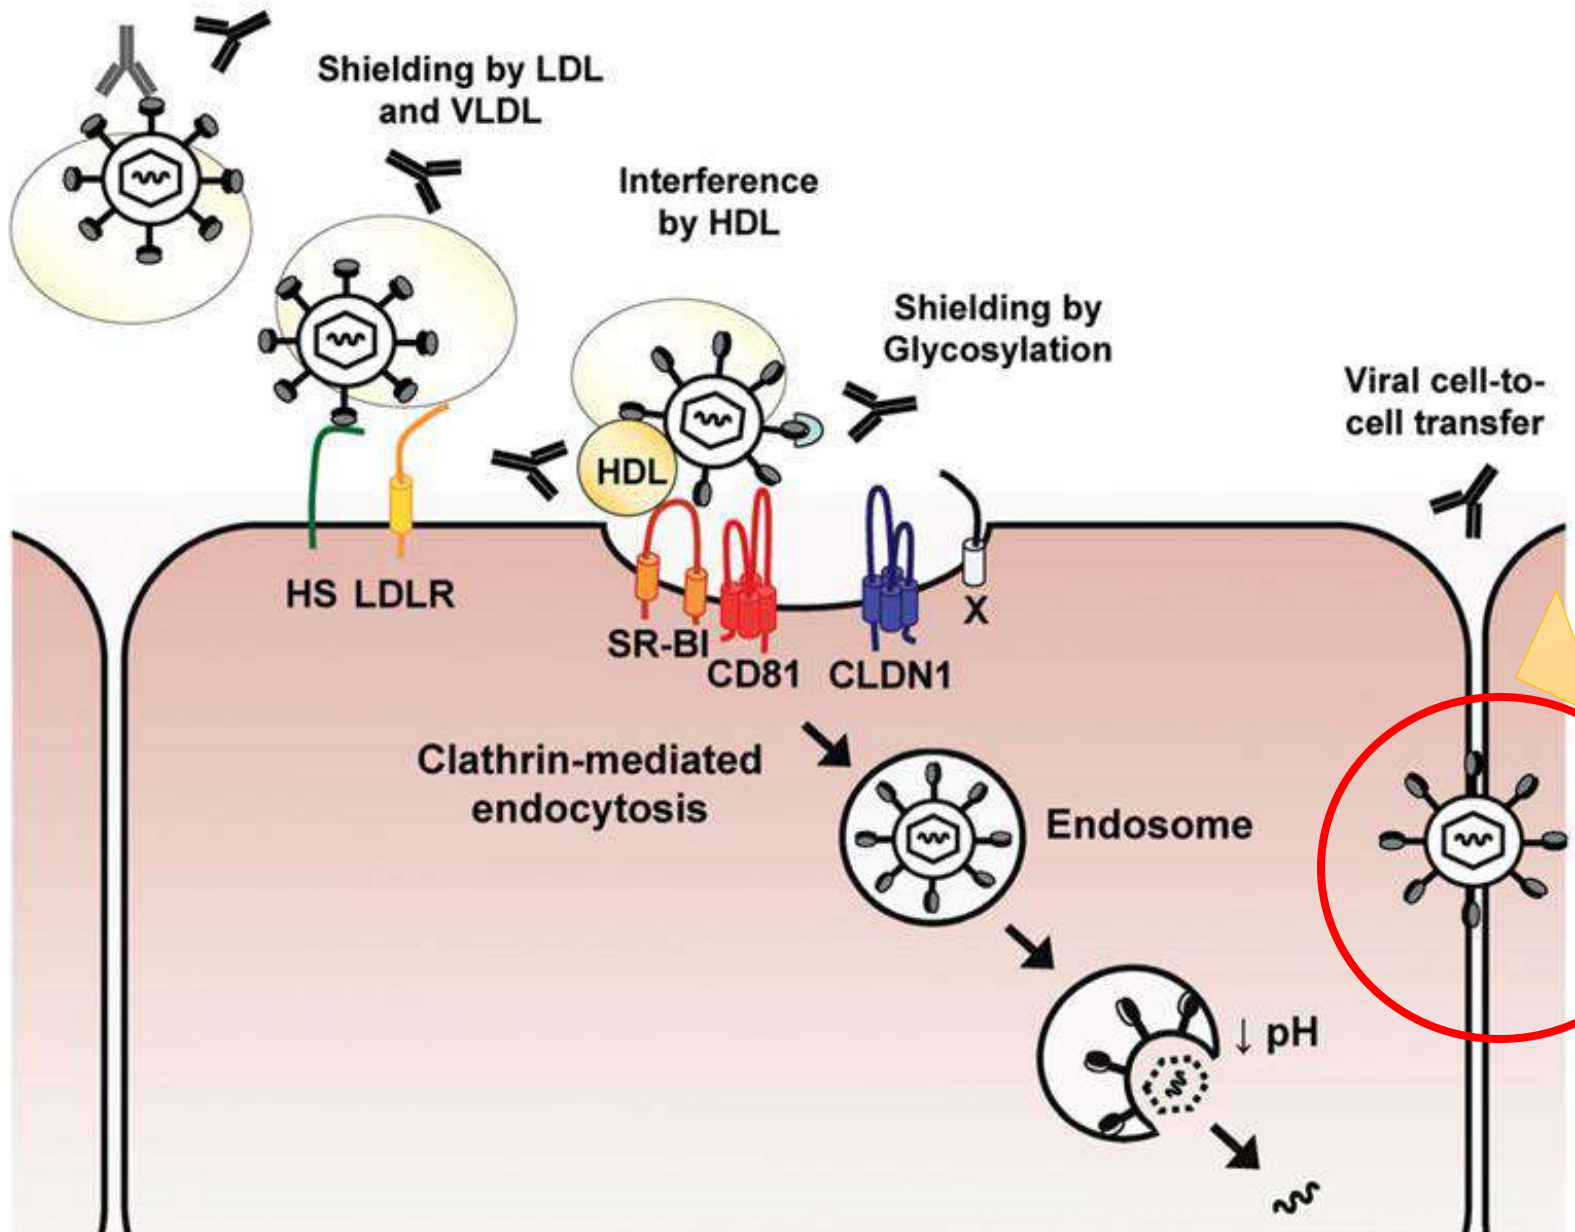 Shielding by LDL
and VLDL
Interference
by HDL
Shielding by
Glycosylation
Viral cell-to-
cell transfer
HDL
HS LDLR
SR-BI
CD81
CLDN1
X
Clathrin-mediated
endocytosis
Endosome
↓ pH